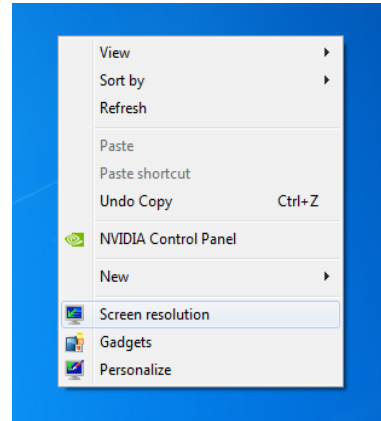 View
Sort by
Refresh
Paste
Paste shortcut
Undo Copy Ctrl+Z
NVIDIA Control Panel
New
Screen resolution
Gadgets
Personalize